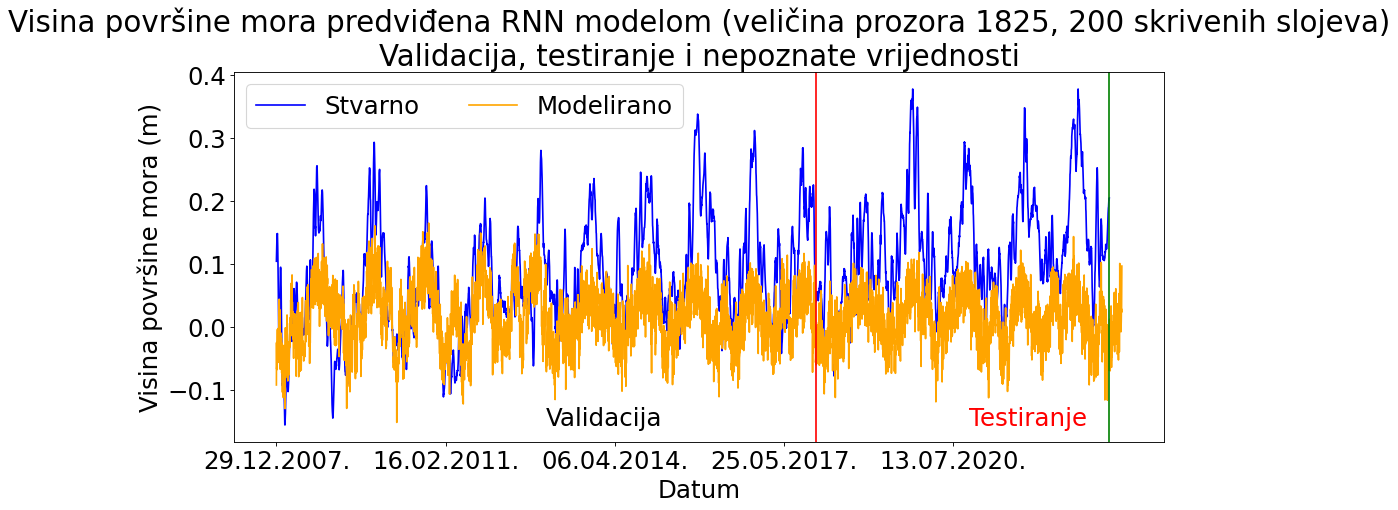 Visina površine mora predviđena RNN modelom (veličina prozora 1825, 200 skrivenih slojeva)
Validacija, testiranje i nepoznate vrijednosti
Visina površine mora (m)
0.4
0.3
0.2
0.1
0.0
−0.1
Stvarno
Modelirano
Validacija
Testiranje
29.12.2007.
16.02.2011.
06.04.2014.
25.05.2017.
13.07.2020.
Datum